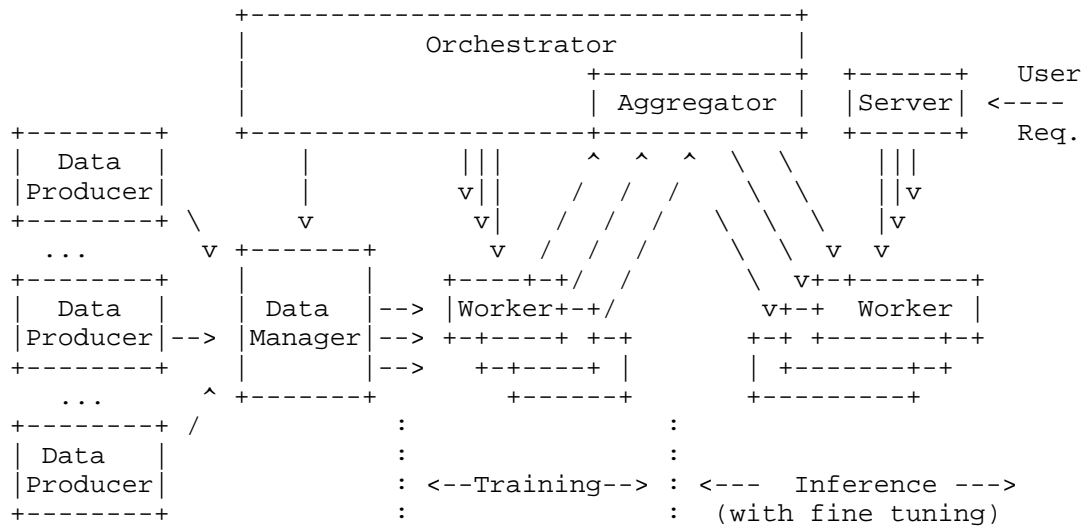 Orchestrator
User
Aggregator Server
Req.
Data
Producer
...
Data Data Worker Worker
Producer Manager
...
Data
Producer
Training Inference
(with fine tuning)